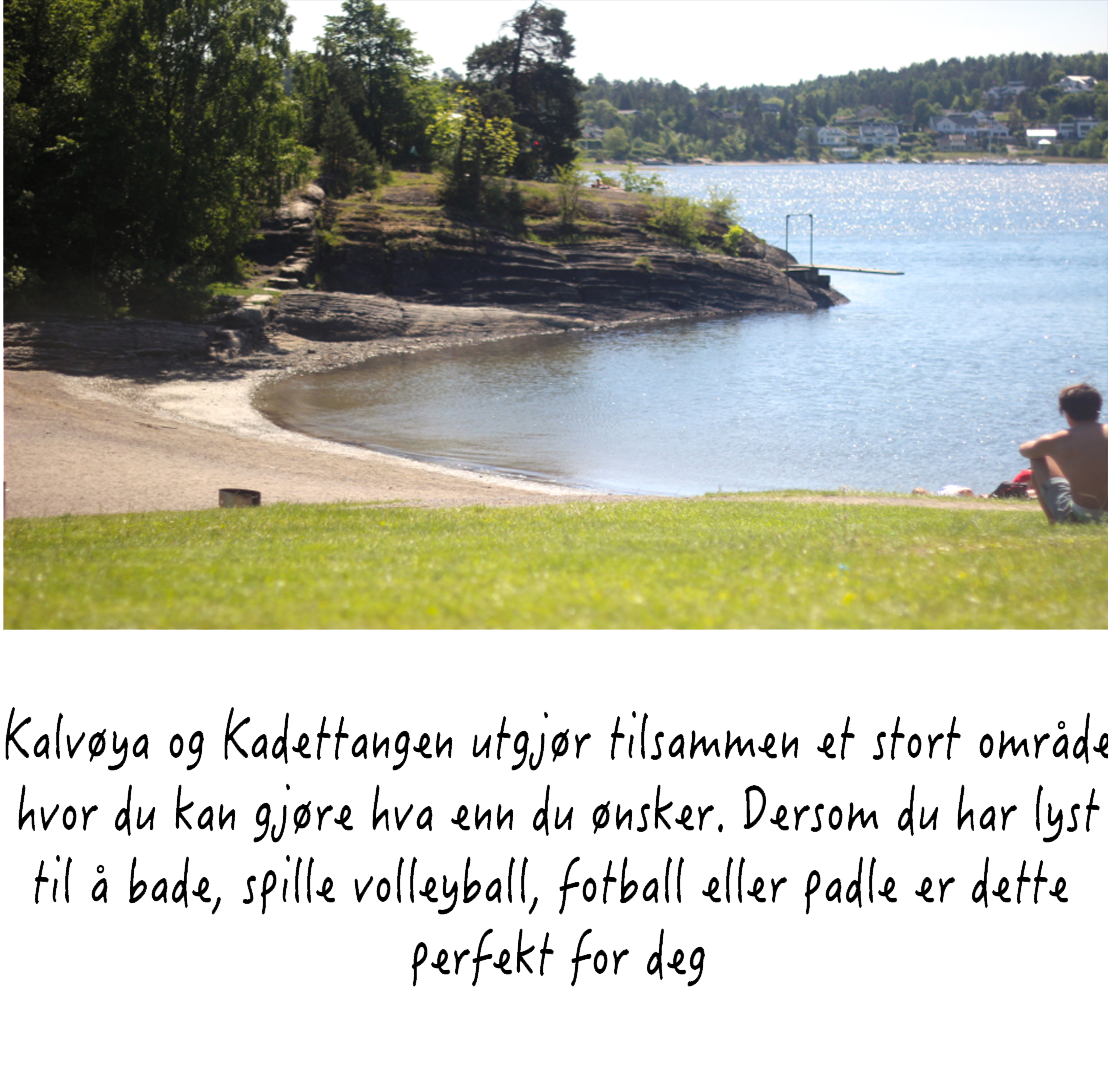 Kalvøya og Kadettangen utgjør tilsammen et stort område
hvor du kan gjøre hva enn du ønsker. Dersom du har lyst
til å bade, spille volleyball, fotball eller padle er dette
perfekt for deg